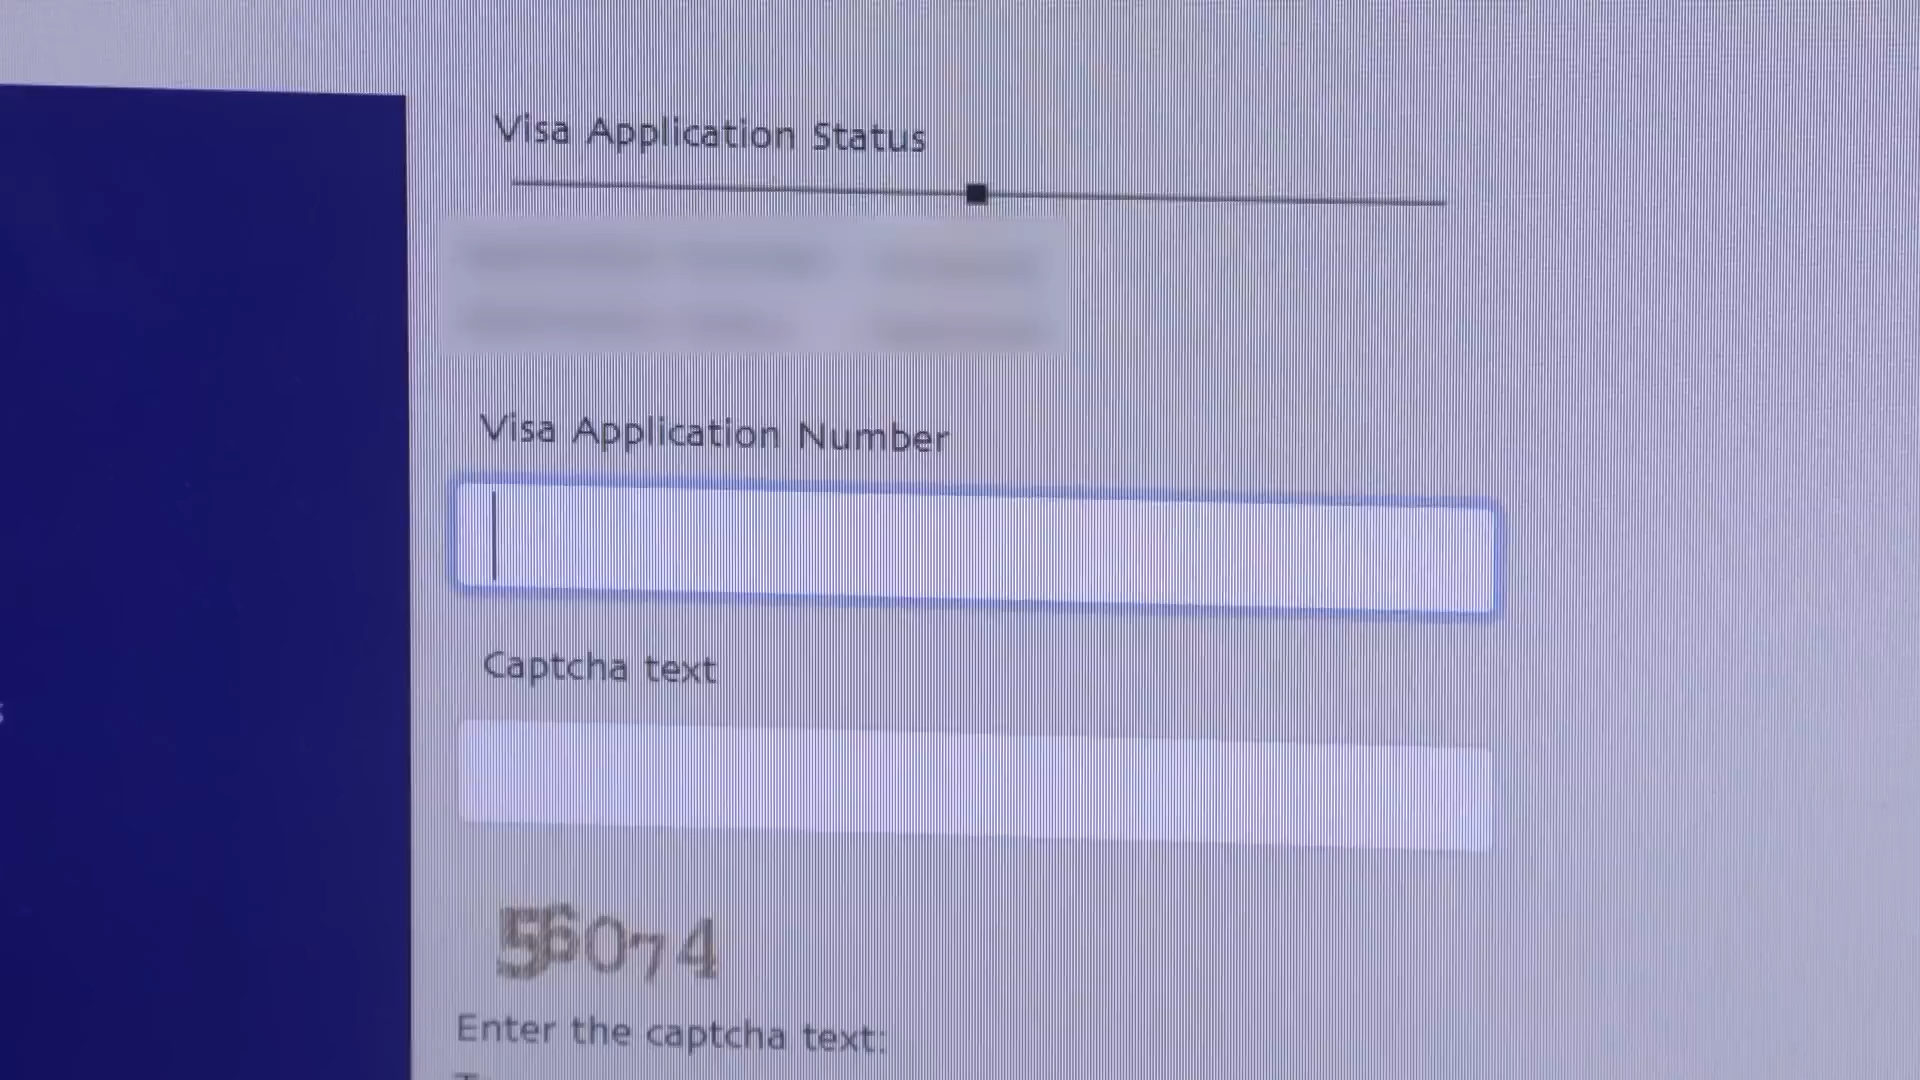 Visa Application Status
Visa Application Number
Captcha text
56074
Enter the captcha text: